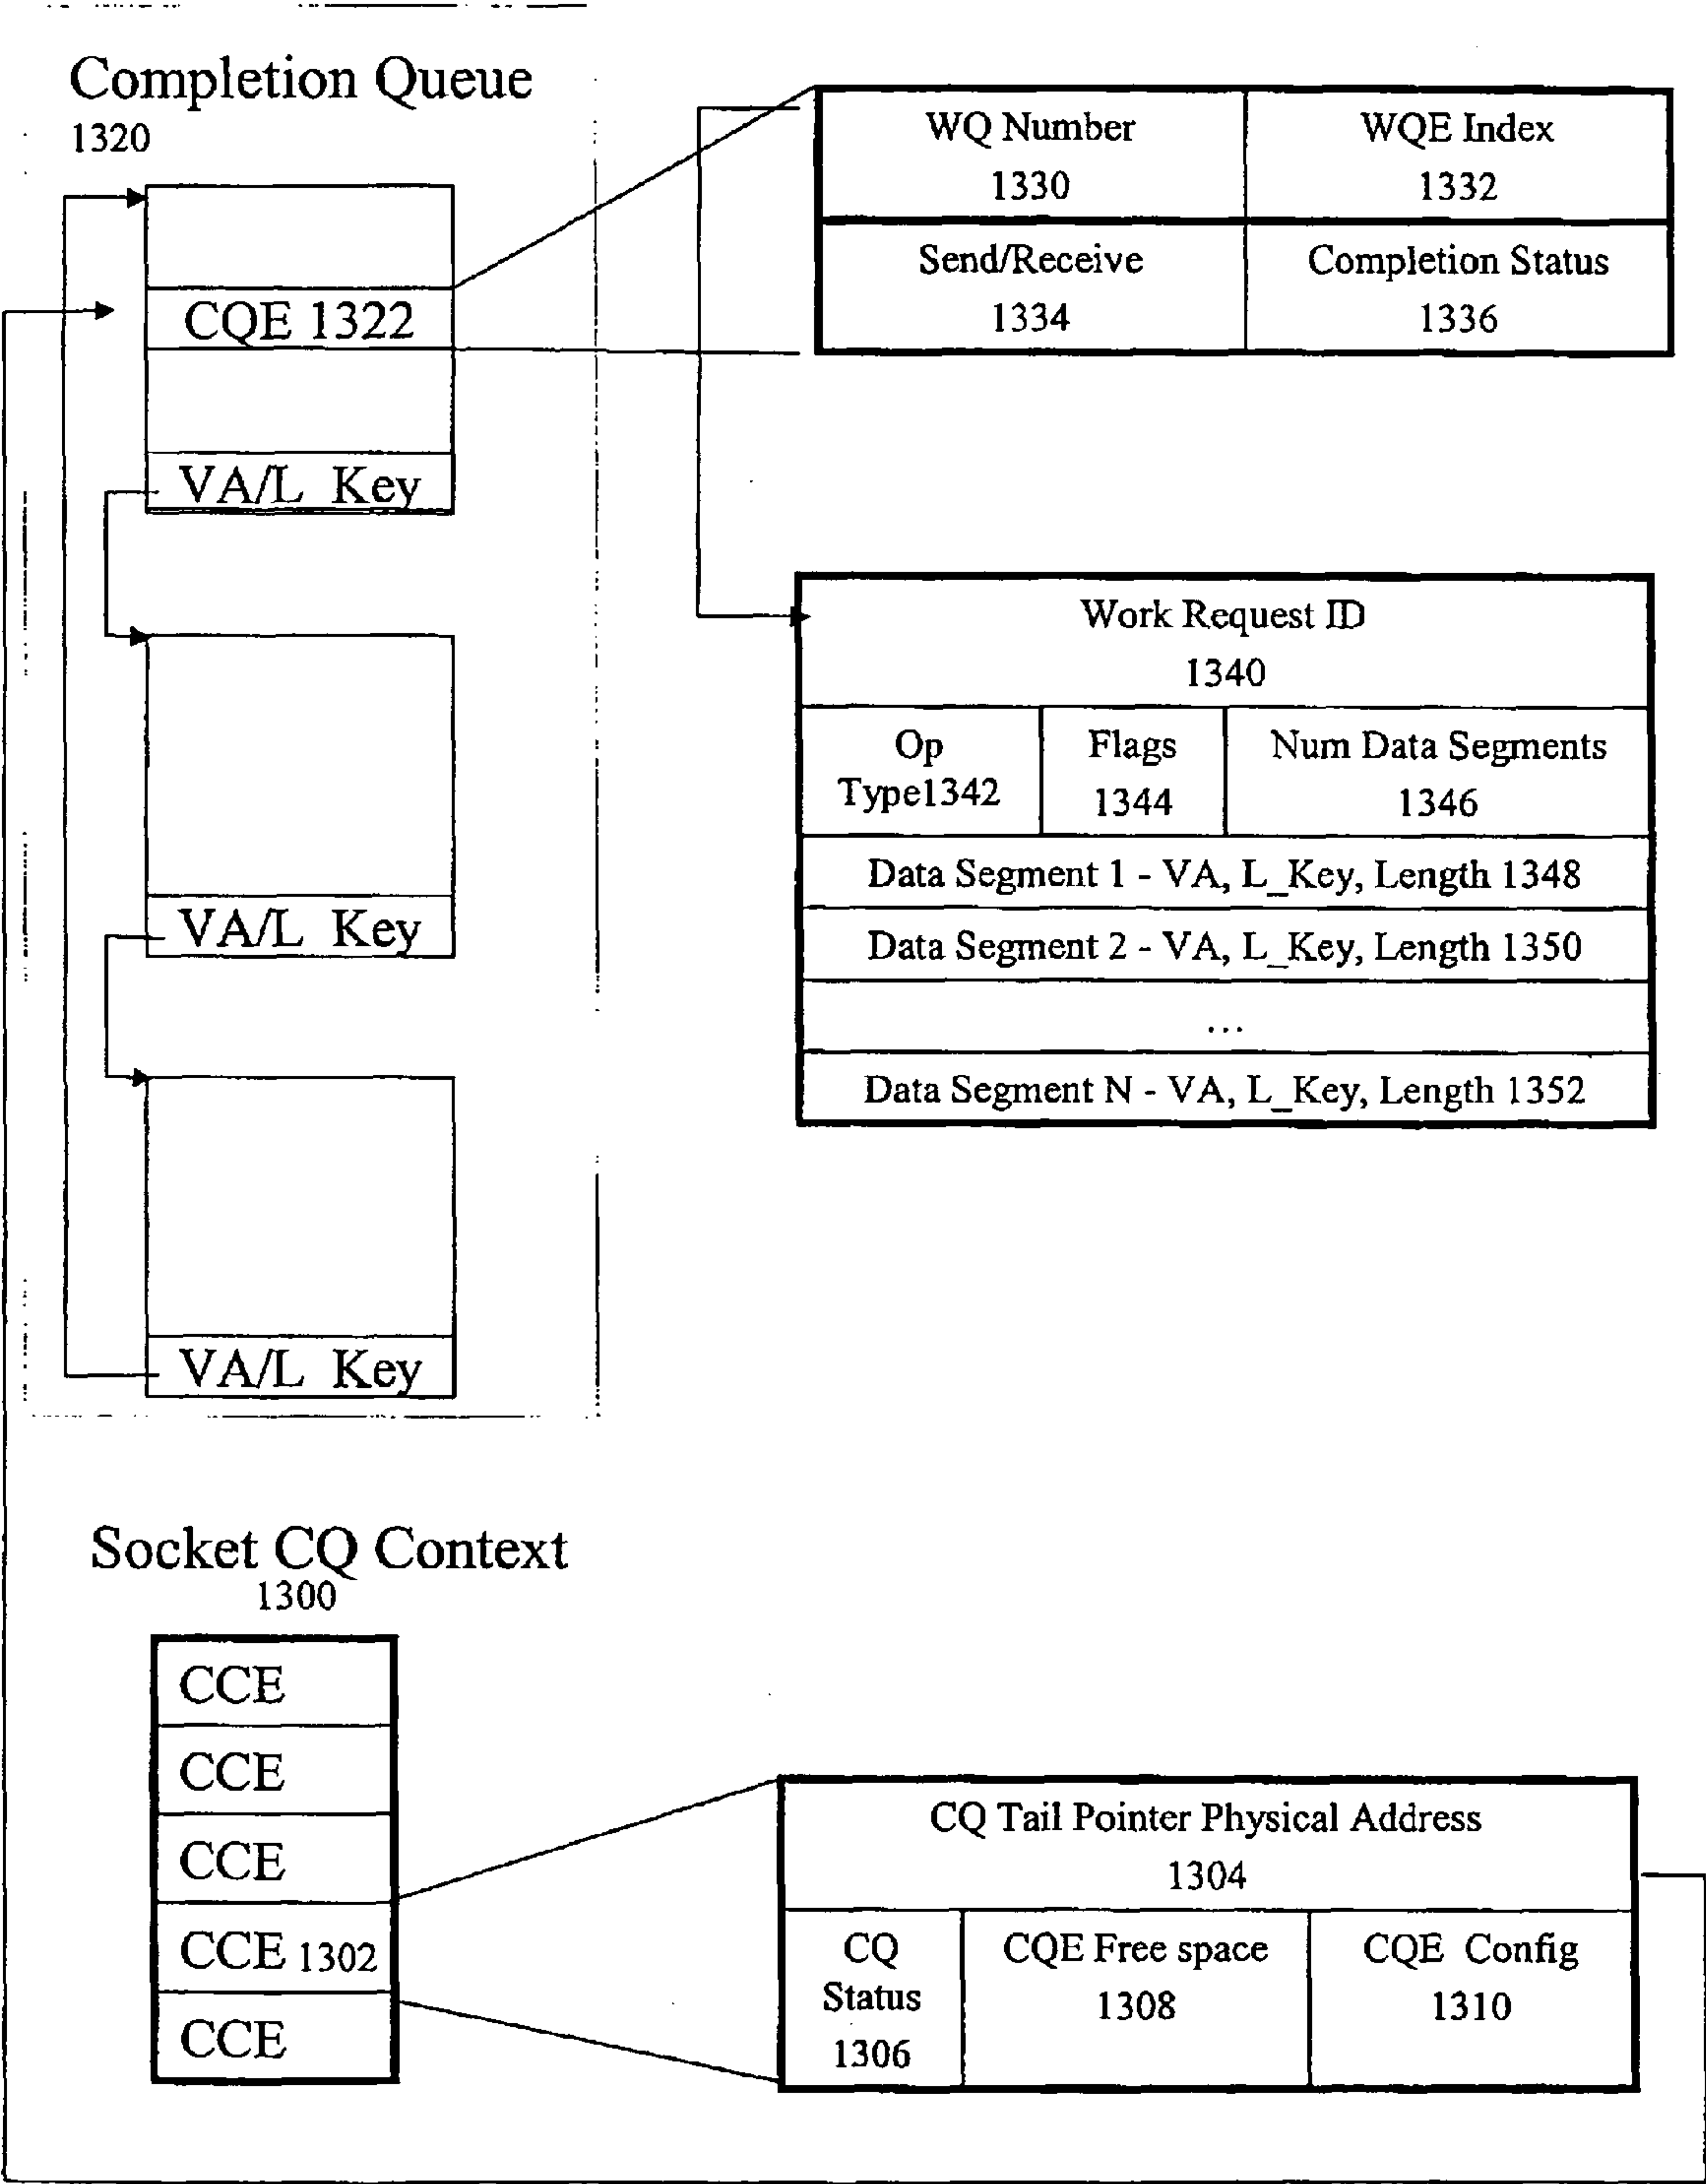 Completion Queue
1320
CQE 1322
VA/L_Key
VA/L_Key
VA/L_Key
WQ Number
1330
WQE Index
1332
Send/Receive
1334
Completion Status
1336
Work Request ID
1340
Op
Type1342
Flags
1344
Num Data Segments
1346
Data Segment 1 - VA, L_Key, Length 1348
Data Segment 2 - VA, L_Key, Length 1350
...
Data Segment N - VA, L_Key, Length 1352
Socket CQ Context
1300
CCE
CCE
CCE
CCE 1302
CCE
CQ Tail Pointer Physical Address
1304
CQ
Status
1306
CQE Free space
1308
CQE Config
1310